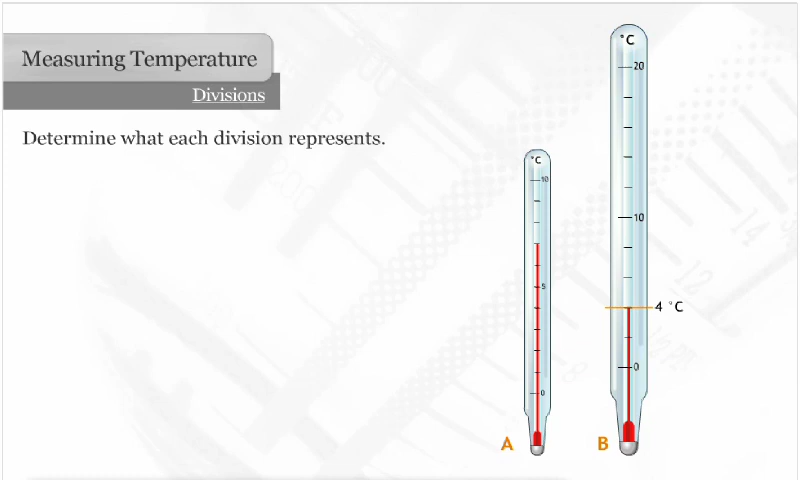 Measuring Temperature
Divisions
Determine what each division represents.
°C
10
5
0
A
°C
20
10
4 °C
0
B